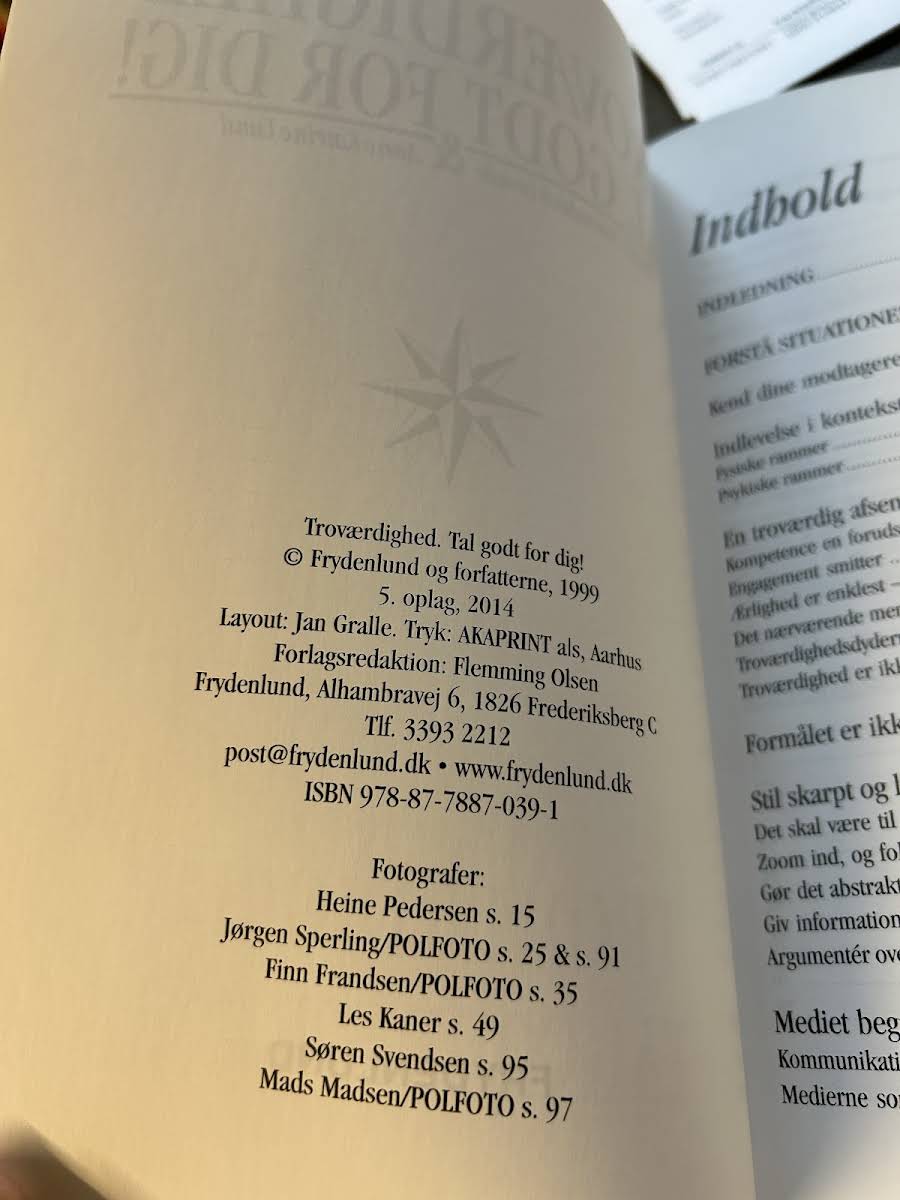 Troværdighed. Tal godt for dig!
© Frydenlund og forfatterne, 1999
5. oplag, 2014
Layout: Jan Gralle. Tryk: AKAPRINT als, Aarhus
Forlagsredaktion: Flemming Olsen
Frydenlund, Alhambravej 6, 1826 Frederiksberg C
Tlf. 3393 2212
post@frydenlund.dk • www.frydenlund.dk
ISBN 978-87-7887-039-1
Fotografer:
Heine Pedersen s. 15
Jørgen Sperling/POLFOTO s. 25 & s. 91
Finn Frandsen/POLFOTO s. 35
Les Kaner s. 49
Søren Svendsen s. 95
Mads Madsen/POLFOTO s. 97
Indhold
INDLEDNING
FORSTÅ SITUATIONE
Kend dine modtagere
Indlevelse i kontekst
Fysiske rammer
Psykiske rammer
En troværdig afsen
Kompetence en foruds
Engagement smitter
Ærlighed er enklest –
Det nærværende mer
Troværdighedsdyder
Troværdighed er ikk
Formålet er ikk
Stil skarpt og l
Det skal være til
Zoom ind, og fo
Gør det abstrakt
Giv information
Argumentér ove
Mediet beg
Kommunikati
Medierne so